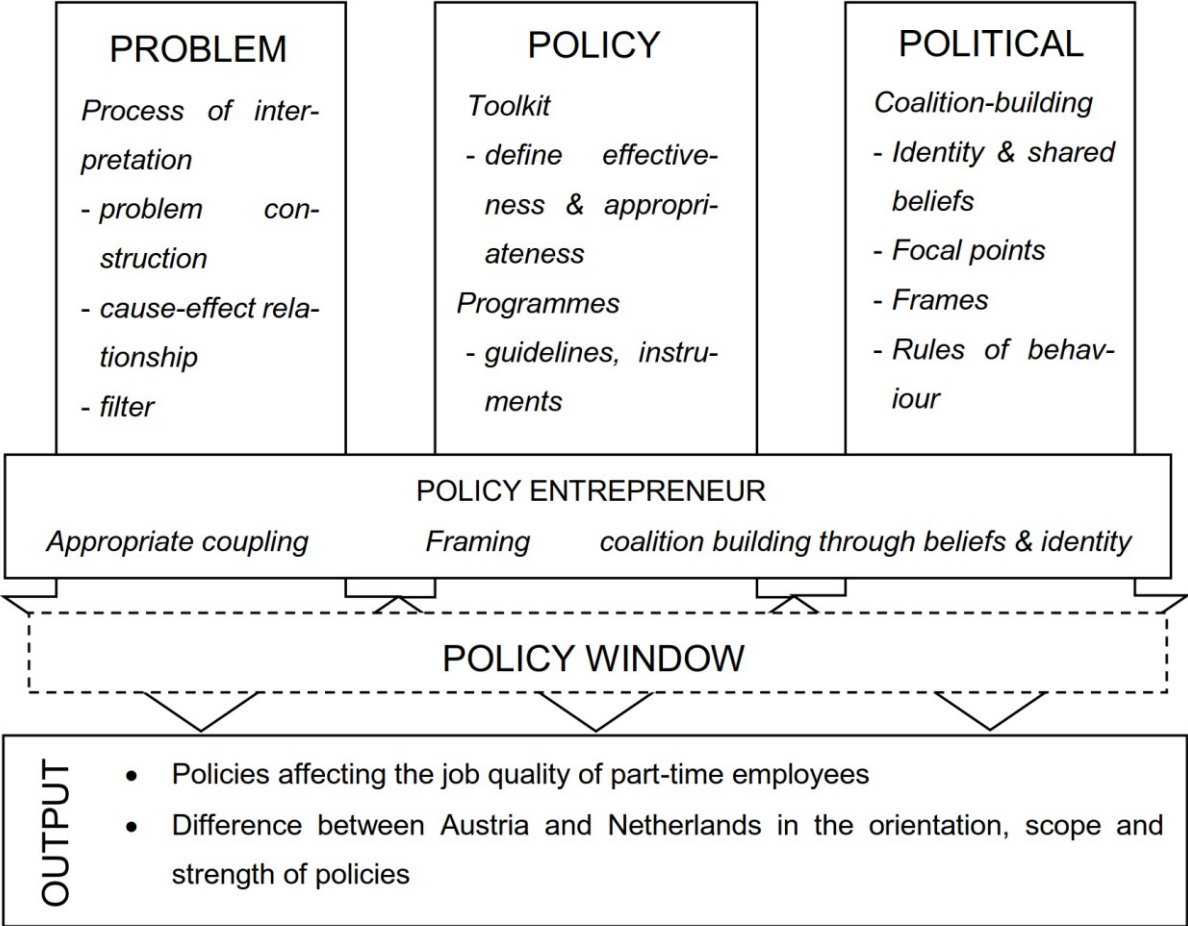 PROBLEM
Process of inter-
pretation
- problem con-
struction
- cause-effect rela-
tionship
- filter
POLICY
Toolkit
- define effective-
ness & appropri-
ateness
Programmes
- guidelines, instru-
ments
POLITICAL
Coalition-building
- Identity & shared
beliefs
- Focal points
- Frames
- Rules of behav-
iour
POLICY ENTREPRENEUR
Appropriate coupling Framing coalition building through beliefs & identity
POLICY WINDOW
OUTPUT
• Policies affecting the job quality of part-time employees
• Difference between Austria and Netherlands in the orientation, scope and
strength of policies